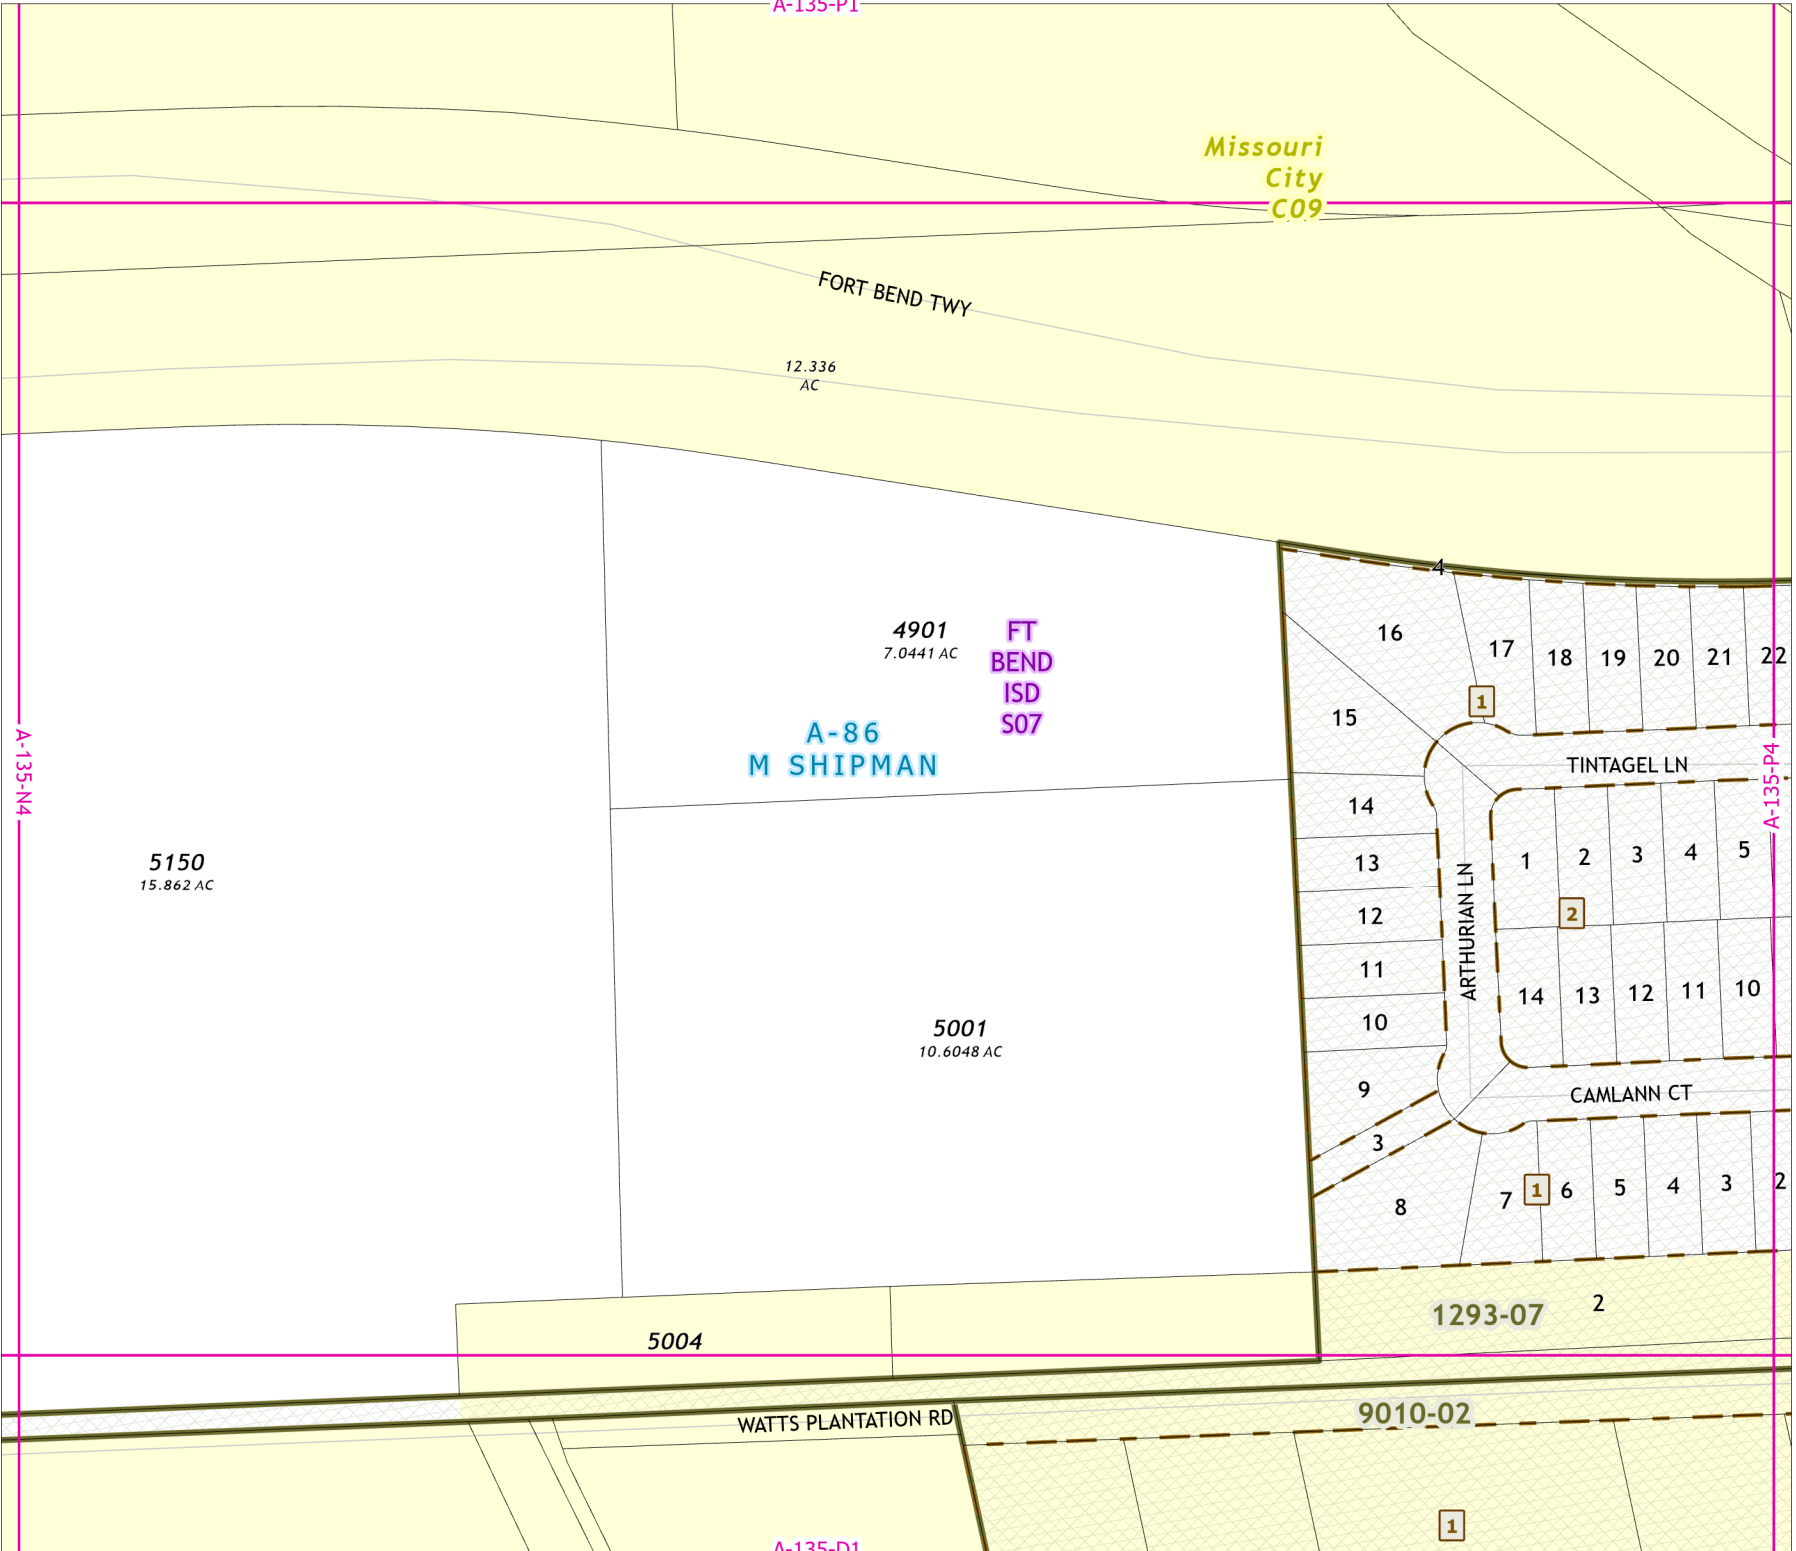 A-135-P1
Missouri
City
C09
FORT BEND TWY
12.336
AC
4
4901
7.0441 AC
FT
BEND
ISD
S07
A-86
M SHIPMAN
16
17
18
19
20
21
22
1
15
TINTAGEL LN
A-135-N4
A-135-P4
14
13
12
11
10
9
3
8
ARTHURIAN LN
1
2
3
4
5
2
14
13
12
11
10
5150
15.862 AC
5001
10.6048 AC
CAMLANN CT
7
1
6
5
4
3
2
1293-07
2
5004
WATTS PLANTATION RD
9010-02
1
A-135-D1